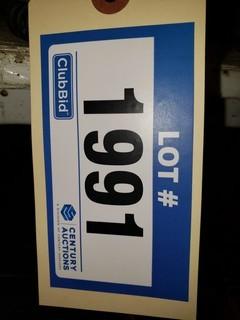 LOT #
1991
ClubBid
CENTURY
AUCTIONS